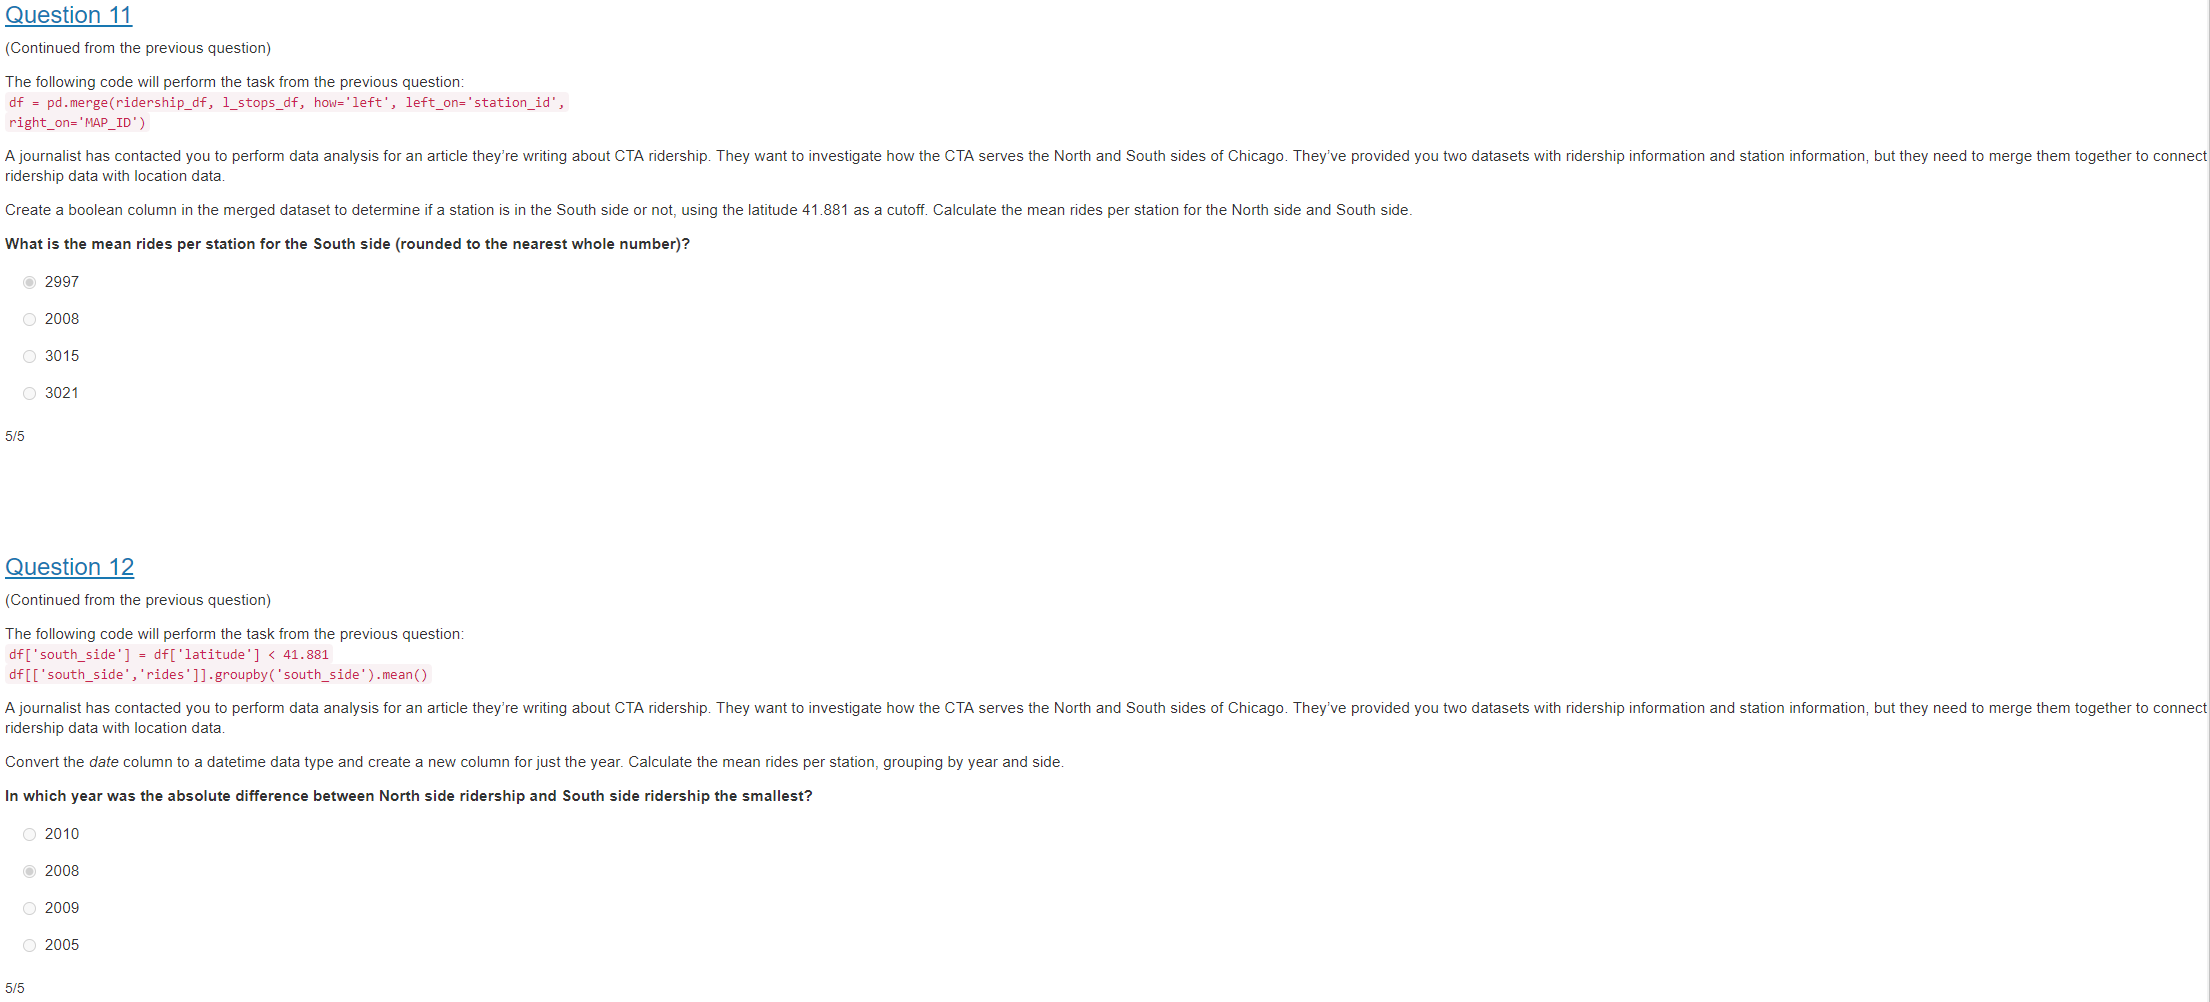 Question 11
(Continued from the previous question)
The following code will perform the task from the previous question:
df = pd.merge(ridership_df, l_stops_df, how='left', left_on='station_id',
right_on='MAP_ID')
A journalist has contacted you to perform data analysis for an article they're writing about CTA ridership. They want to investigate how the CTA serves the North and South sides of Chicago. They've provided you two datasets with ridership information and station information, but they need to merge them together to connect
ridership data with location data.
Create a boolean column in the merged dataset to determine if a station is in the South side or not, using the latitude 41.881 as a cutoff. Calculate the mean rides per station for the North side and South side.
What is the mean rides per station for the South side (rounded to the nearest whole number)?
2997
2008
3015
3021
5/5
Question 12
(Continued from the previous question)
The following code will perform the task from the previous question:
df['south_side'] = df['latitude'] < 41.881
df[['south_side','rides']].groupby('south_side').mean()
A journalist has contacted you to perform data analysis for an article they're writing about CTA ridership. They want to investigate how the CTA serves the North and South sides of Chicago. They've provided you two datasets with ridership information and station information, but they need to merge them together to connect
ridership data with location data.
Convert the date column to a datetime data type and create a new column for just the year. Calculate the mean rides per station, grouping by year and side.
In which year was the absolute difference between North side ridership and South side ridership the smallest?
2010
2008
2009
2005
5/5